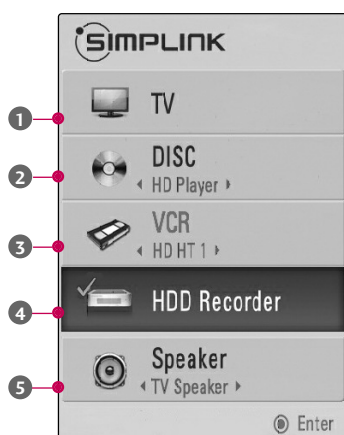 SIMPLINK
1 TV
2 DISC
◂ HD Player ▸
3 VCR
◂ HD HT 1 ▸
4 HDD Recorder
5 Speaker
◂ TV Speaker ▸
◉ Enter